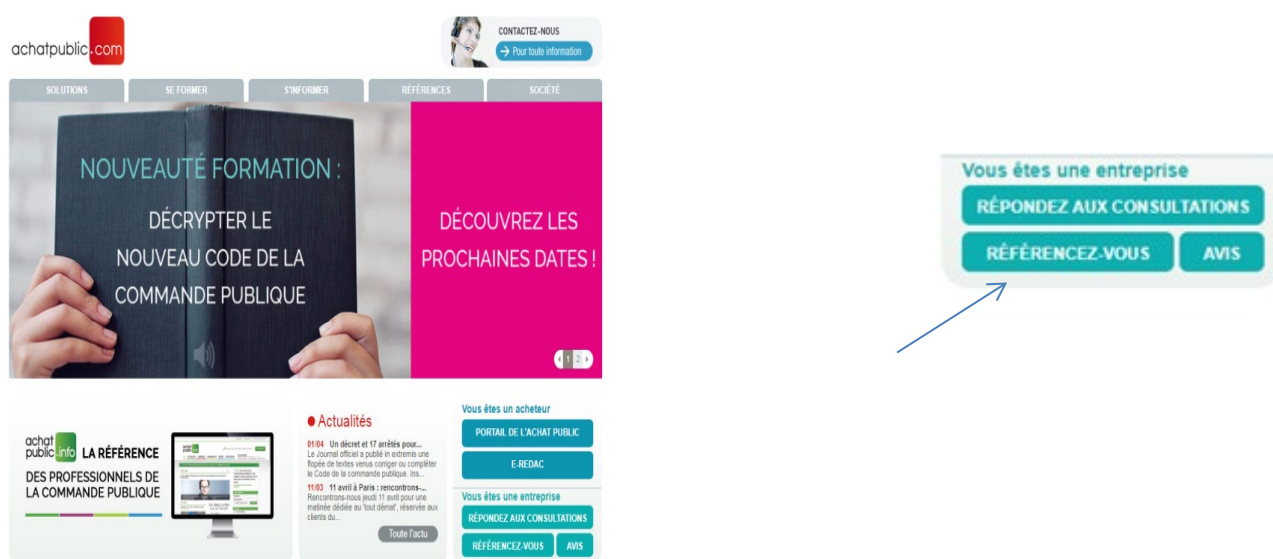 achatpublic.com
CONTACTEZ-NOUS
→ Pour toute information
SOLUTIONS
SE FORMER
S'INFORMER
RÉFÉRENCES
SOCIÉTÉ
NOUVEAUTÉ FORMATION :
DÉCRYPTER LE
NOUVEAU CODE DE LA
COMMANDE PUBLIQUE
DÉCOUVREZ LES
PROCHAINES DATES !
1 2
achat
public.info LA RÉFÉRENCE
DES PROFESSIONNELS DE
LA COMMANDE PUBLIQUE
Actualités
01/04 Un décret et 17 arrêtés pour...
Le Journal officiel a publié in extremis une
flopée de textes venus corriger ou compléter
le Code de la commande publique. Ins...
11/03 11 avril à Paris : rencontrons-...
Rencontrons-nous jeudi 11 avril pour une
matinée dédiée au 'tout démat', réservée aux
clients du...
Toute l'actu
Vous êtes un acheteur
PORTAIL DE L'ACHAT PUBLIC
E-REDAC
Vous êtes une entreprise
RÉPONDEZ AUX CONSULTATIONS
RÉFÉRENCEZ-VOUS AVIS
Vous êtes une entreprise
RÉPONDEZ AUX CONSULTATIONS
RÉFÉRENCEZ-VOUS AVIS